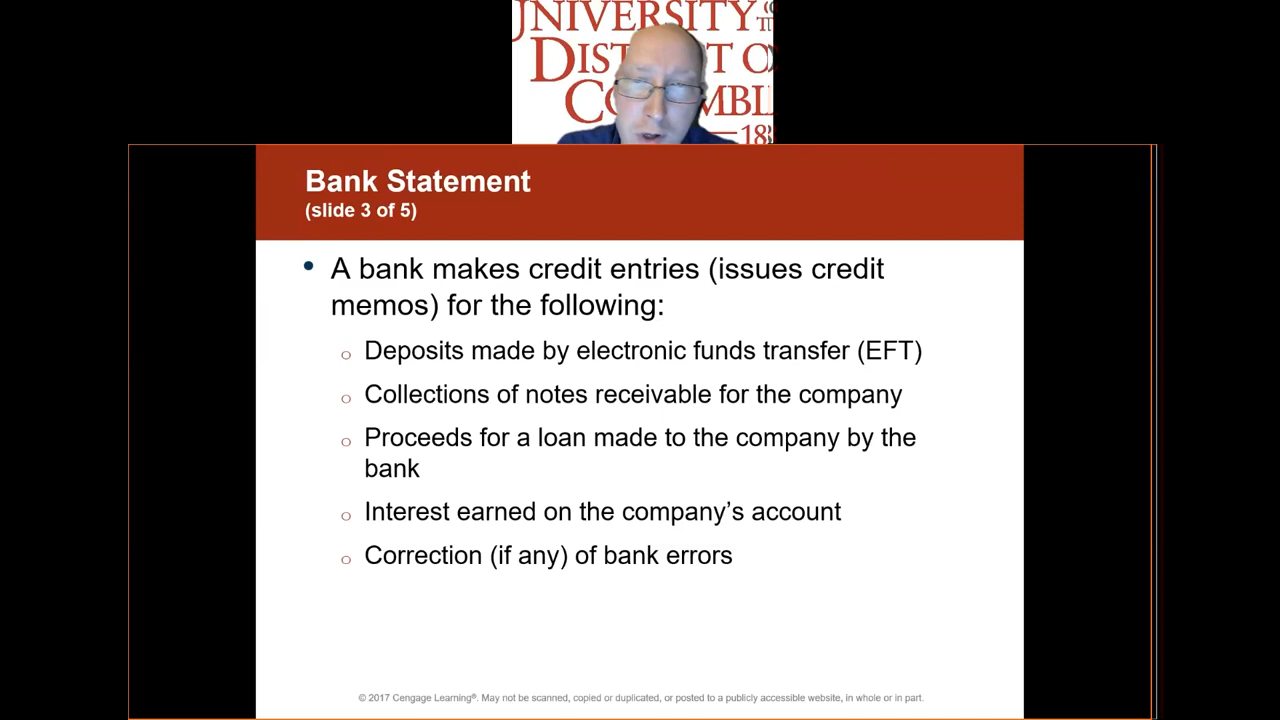 UNIVERSITY
DISTRICT
COLUMBIA
Bank Statement
(slide 3 of 5)
• A bank makes credit entries (issues credit
memos) for the following:
o Deposits made by electronic funds transfer (EFT)
o Collections of notes receivable for the company
o Proceeds for a loan made to the company by the
bank
o Interest earned on the company’s account
o Correction (if any) of bank errors
© 2017 Cengage Learning®. May not be scanned, copied or duplicated, or posted to a publicly accessible website, in whole or in part.